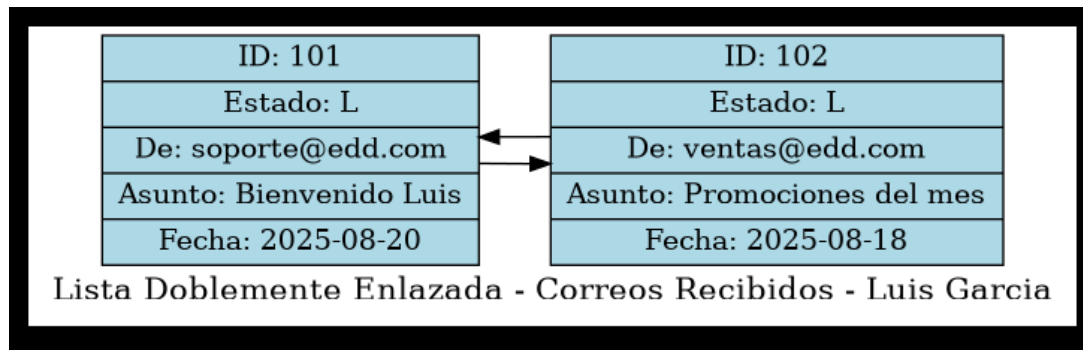 ID: 101
Estado: L
De: soporte@edd.com
Asunto: Bienvenido Luis
Fecha: 2025-08-20
ID: 102
Estado: L
De: ventas@edd.com
Asunto: Promociones del mes
Fecha: 2025-08-18
Lista Doblemente Enlazada - Correos Recibidos - Luis Garcia